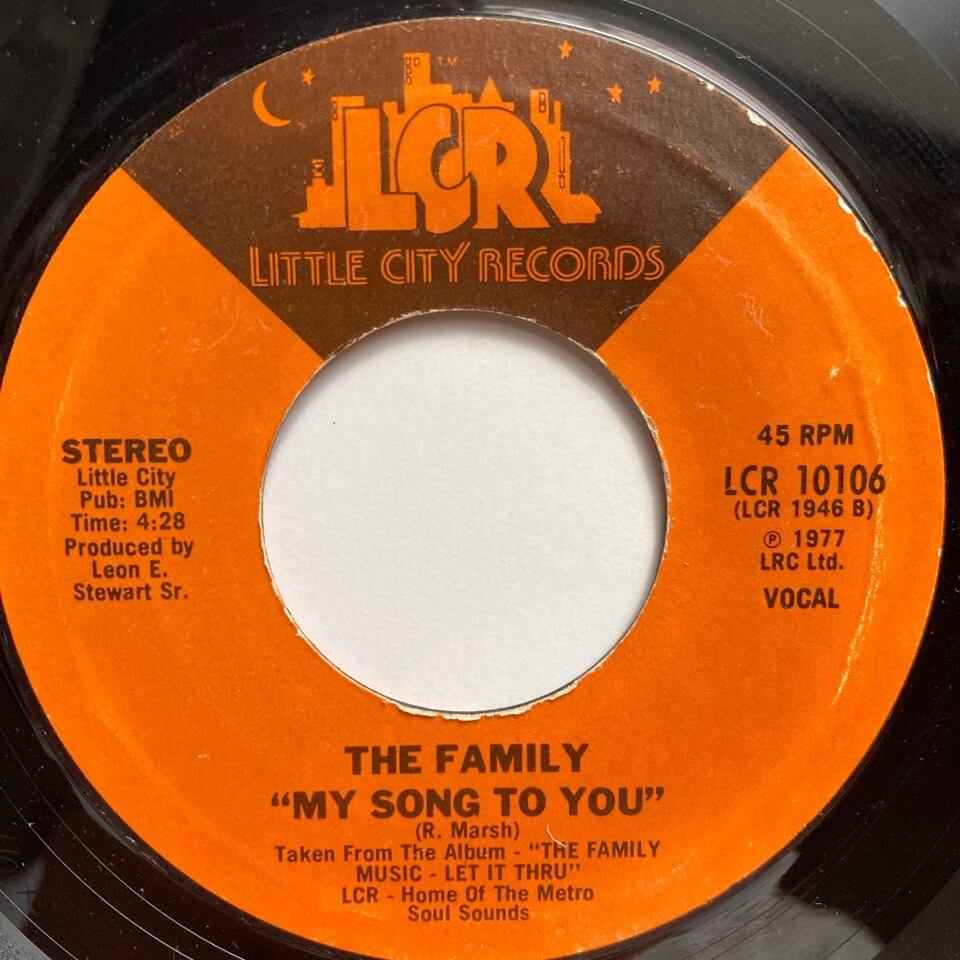 LCR™
LITTLE CITY RECORDS
STEREO
Little City
Pub: BMI
Time: 4:28
Produced by
Leon E.
Stewart Sr.
45 RPM
LCR 10106
(LCR 1946 B)
℗ 1977
LRC Ltd.
VOCAL
THE FAMILY
“MY SONG TO YOU”
(R. Marsh)
Taken From The Album - “THE FAMILY
MUSIC - LET IT THRU”
LCR - Home Of The Metro
Soul Sounds